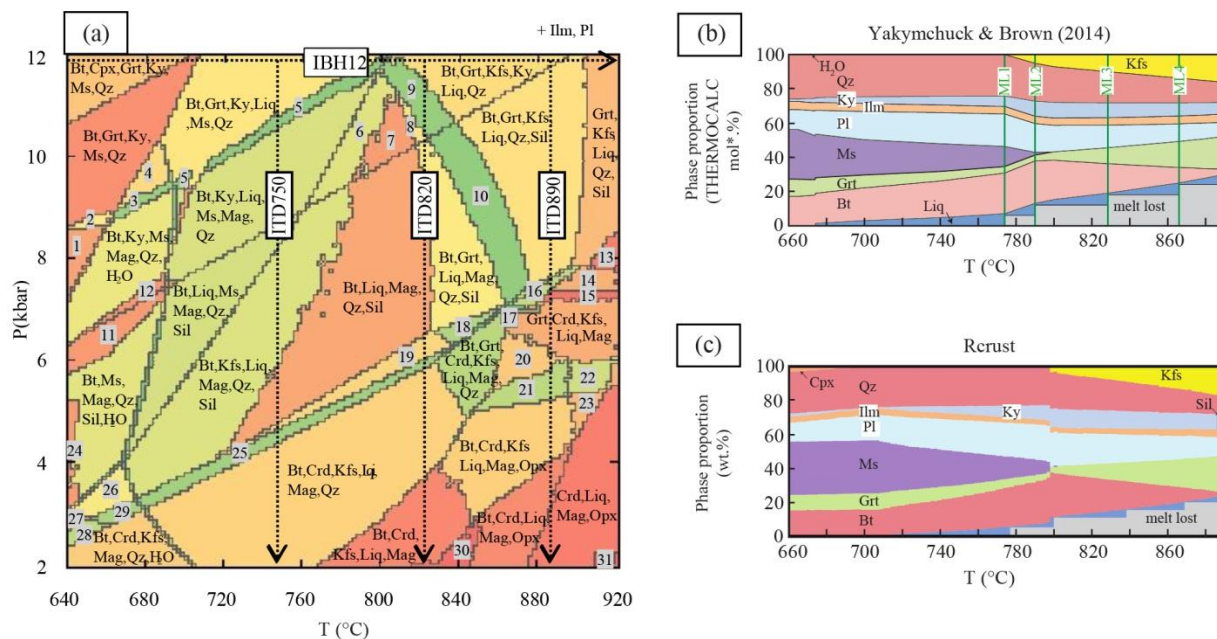 (a)
+ Ilm, Pl
12
10
8
6
4
2
P(kbar)
640
680
720
760
800
840
880
920
T (°C)
IBH12
ITD750
ITD820
ITD890
Bt,Cpx,Grt,Ky,
Ms,Qz
Bt,Grt,Ky,Liq
,Ms,Qz
5
9
Bt,Grt,Kfs,Ky,
Liq,Qz
Bt,Grt,Kfs
Liq,Qz,Sil
Grt,
Kfs
Liq,
Qz,
Sil
Bt,Grt,Ky,
Ms,Qz
6
8
7
4
5
3
2
1
10
Bt,Ky,Liq,
Ms,Mag,
Qz
Bt,Ky,Ms,
Mag,Qz,
H₂O
12
11
Bt,Liq,Ms,
Mag,Qz,
Sil
Bt,Liq,Mag,
Qz,Sil
Bt,Grt,
Liq,Mag,
Qz,Sil
13
14
15
16
17
18
Grt,Crd,Kfs,
Liq,Mag
19
20
Bt,Grt,
Crd,Kfs,
Liq,Mag,
Qz
21
22
23
Bt,Ms,
Mag,Qz,
Sil,H₂O
Bt,Kfs,Liq,
Mag,Qz,
Sil
24
25
26
27
28
29
Bt,Crd,Kfs,Liq,
Mag,Qz
Bt,Crd,Kfs
Liq,Mag,Opx
Bt,Crd,Kfs,
Mag,Qz,H₂O
Bt,Crd,
Kfs,Liq,Mag
Bt,Crd,Liq,
Mag,Opx
Crd,Liq,
Mag,Opx
30
31
(b)
Yakymchuck & Brown (2014)
Phase proportion
(THERMOCALC
mol*.%)
100
80
60
40
20
0
H₂O
Qz
Ky
Ilm
Pl
Ms
Grt
Bt
Liq
Kfs
ML1
ML2
ML3
ML4
melt lost
660
700
740
780
820
860
T (°C)
(c)
Rcrust
Phase proportion
(wt.%)
100
80
60
40
20
0
Cpx
Qz
Kfs
Sil
Ilm
Ky
Pl
Ms
Grt
Bt
melt lost
660
700
740
780
820
860
T (°C)